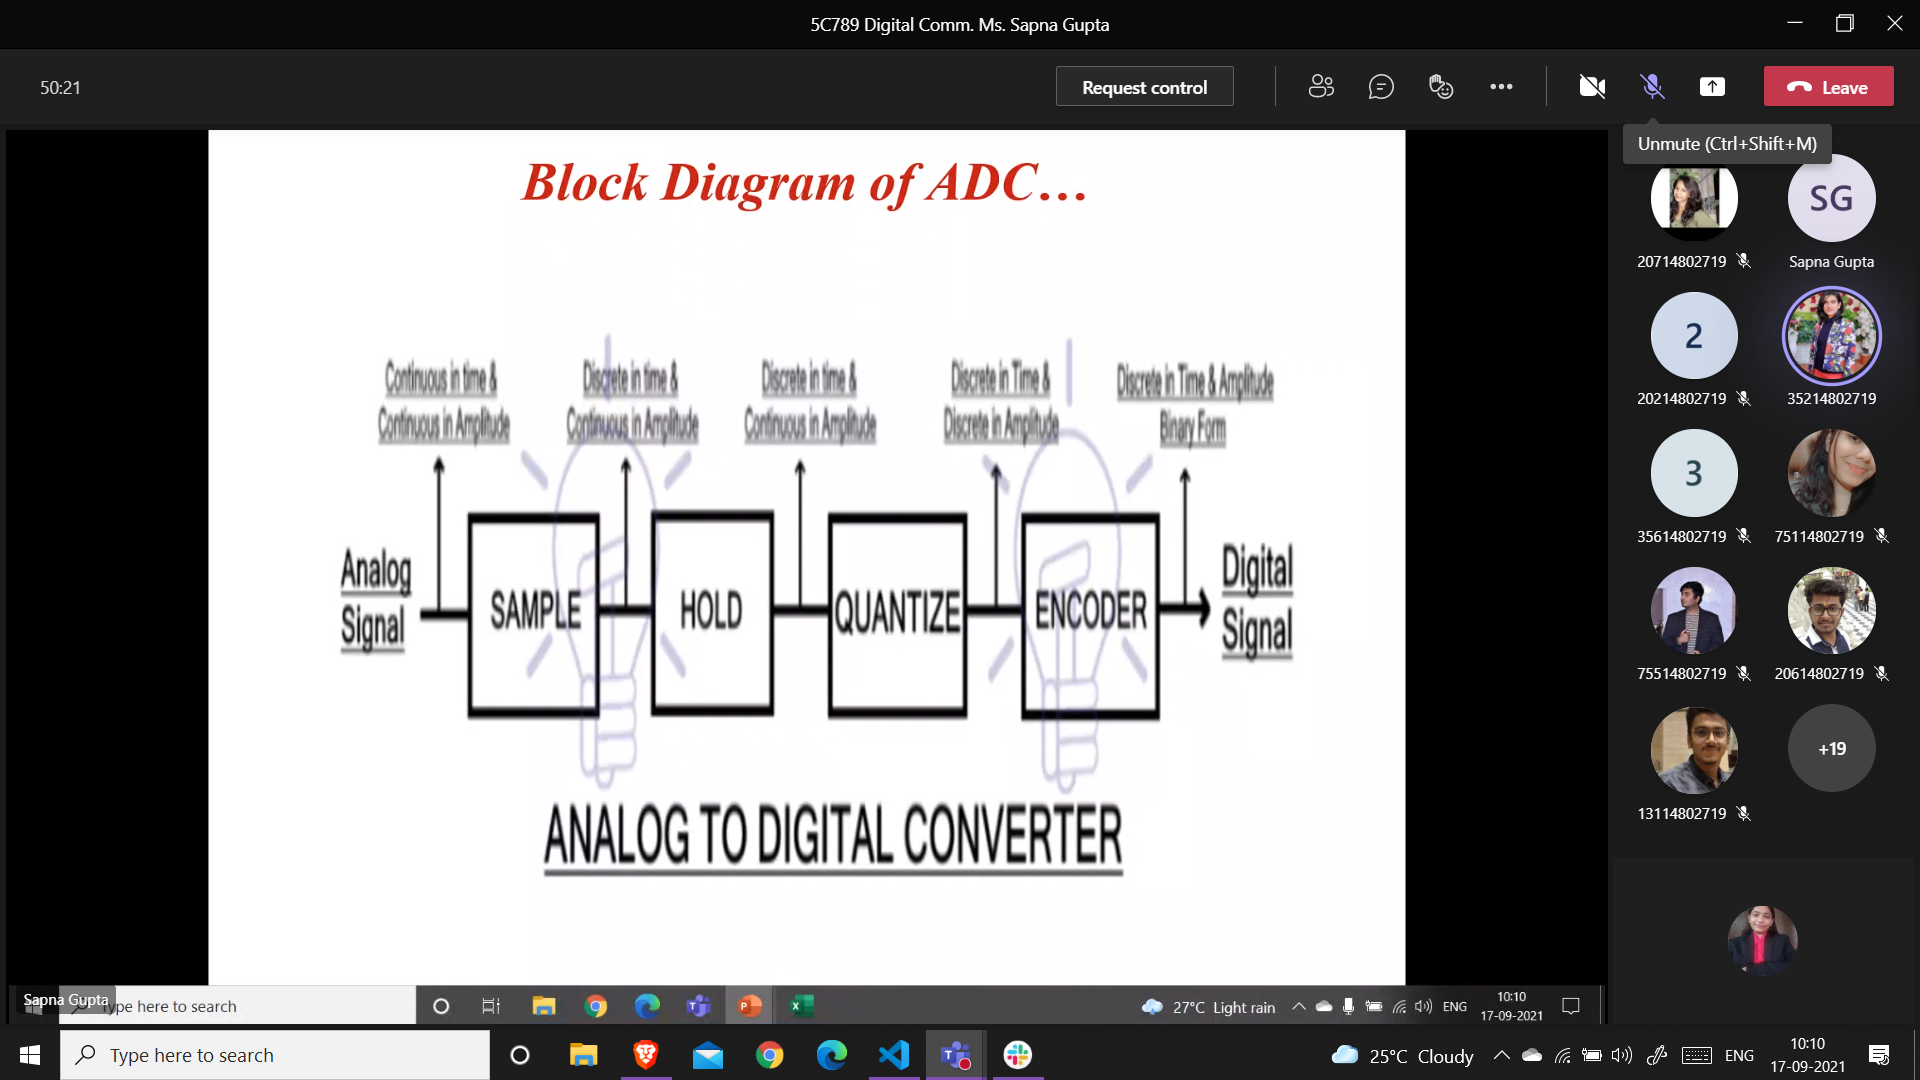 5C789 Digital Comm. Ms. Sapna Gupta
50:21
Request control
Leave
Unmute (Ctrl+Shift+M)
Block Diagram of ADC...
Continuous in time &
Continuous in Amplitude
Discrete in time &
Continuous in Amplitude
Discrete in time &
Continuous in Amplitude
Discrete in Time &
Discrete in Amplitude
Discrete in Time & Amplitude
Binary Form
Analog
Signal
SAMPLE
HOLD
QUANTIZE
ENCODER
Digital
Signal
ANALOG TO DIGITAL CONVERTER
20714802719
SG
Sapna Gupta
2
20214802719
35214802719
3
35614802719
75114802719
75514802719
20614802719
13114802719
+19
Sapna Gupta
Type here to search
27°C Light rain
ENG
10:10
17-09-2021
Type here to search
25°C Cloudy
ENG
10:10
17-09-2021